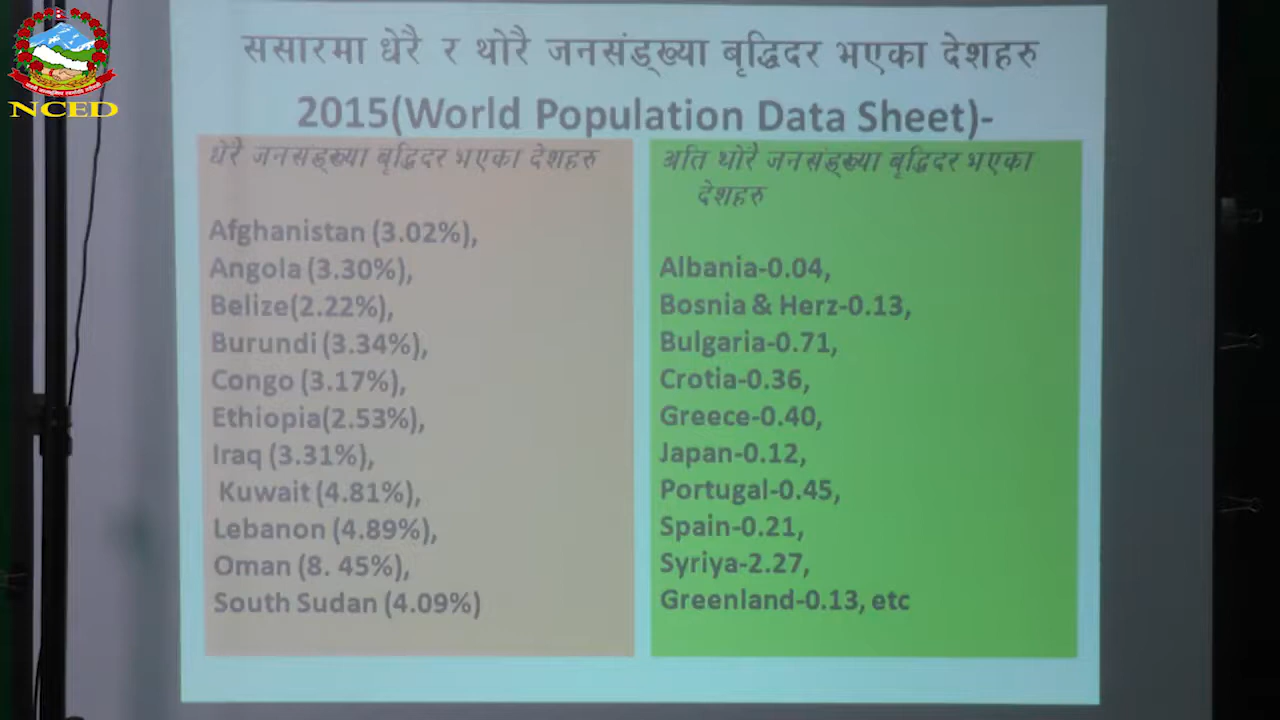 NCED
ससारमा धेरै र थोरै जनसंङ्ख्या बृद्धिदर भएका देशहरु
2015(World Population Data Sheet)-
धेरै जनसङ्ख्या बृद्धिदर भएका देशहरु
Afghanistan (3.02%),
Angola (3.30%),
Belize(2.22%),
Burundi (3.34%),
Congo (3.17%),
Ethiopia(2.53%),
Iraq (3.31%),
Kuwait (4.81%),
Lebanon (4.89%),
Oman (8. 45%),
South Sudan (4.09%)
अति थोरै जनसंङ्ख्या बृद्धिदर भएका
देशहरु
Albania-0.04,
Bosnia & Herz-0.13,
Bulgaria-0.71,
Crotia-0.36,
Greece-0.40,
Japan-0.12,
Portugal-0.45,
Spain-0.21,
Syriya-2.27,
Greenland-0.13, etc